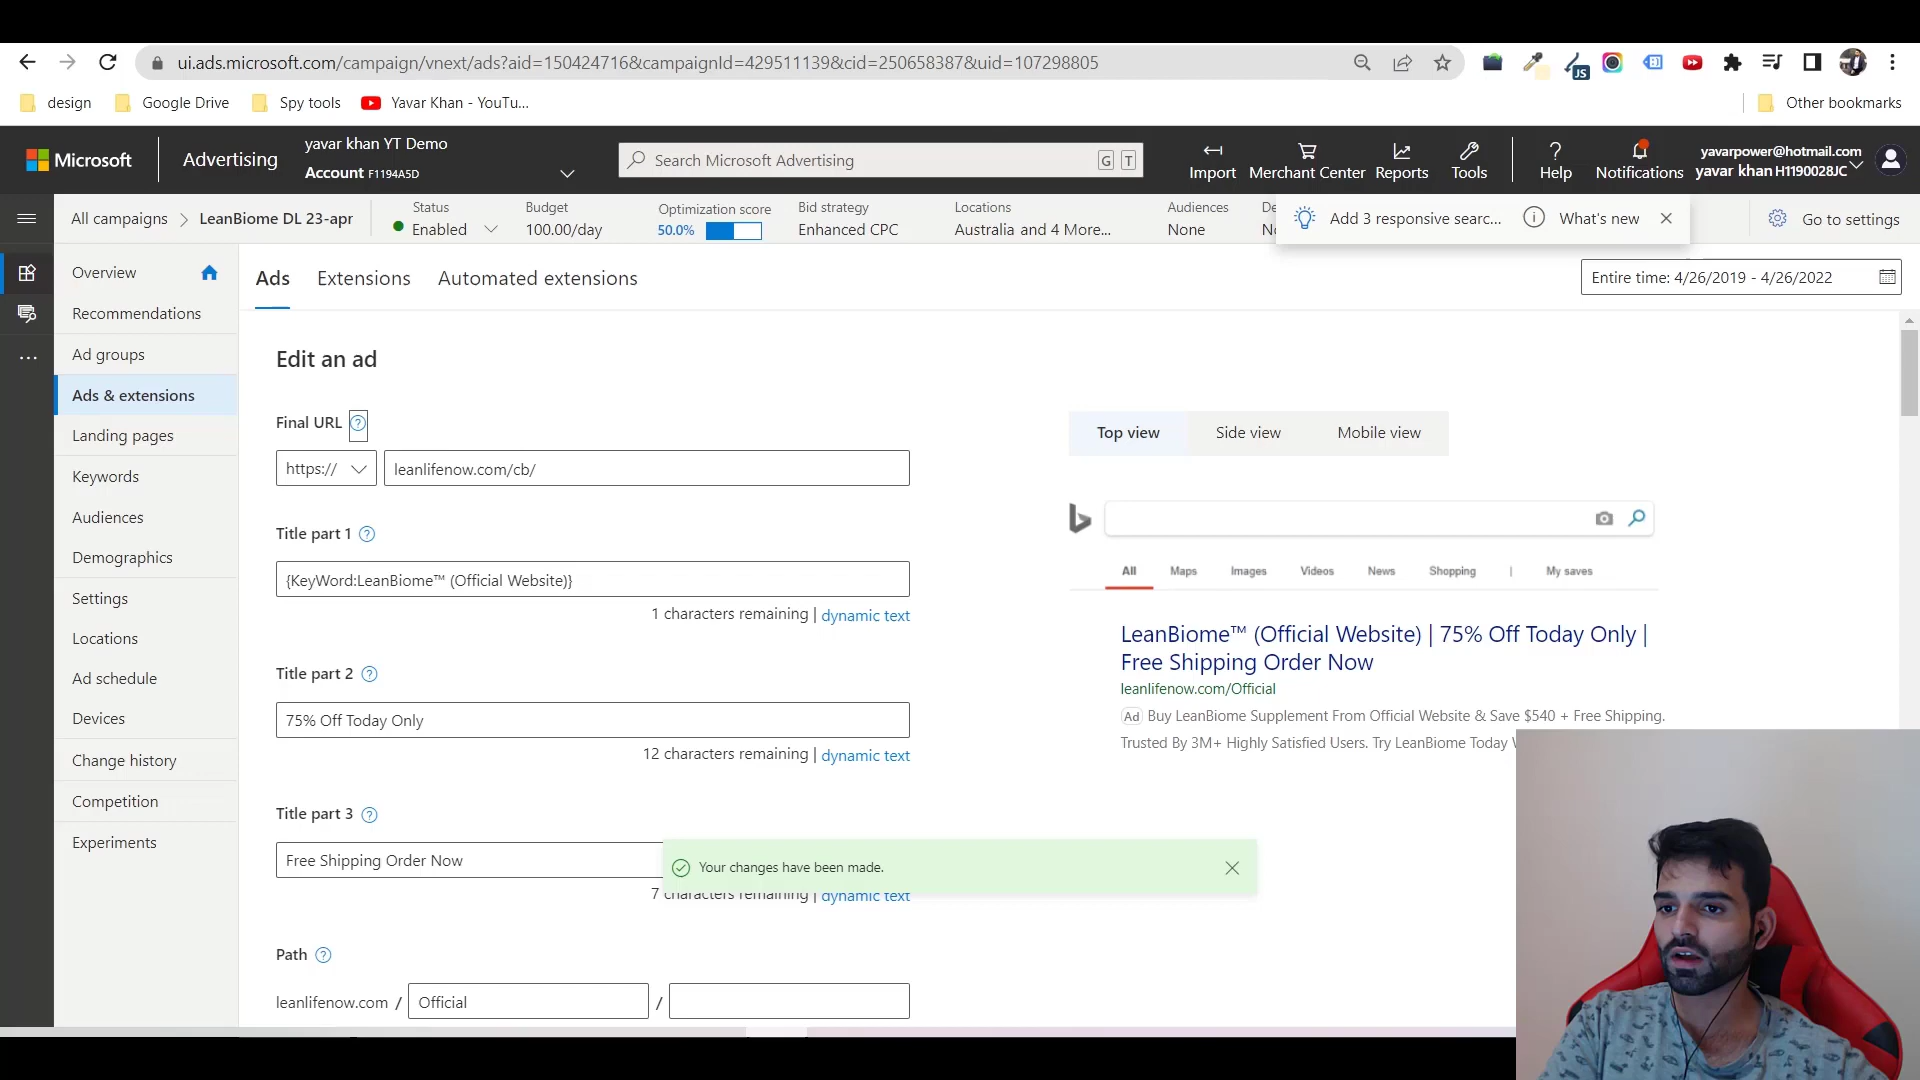 ui.ads.microsoft.com/campaign/vnext/ads?aid=150424716&campaignId=429511139&cid=250658387&uid=107298805
JS
design
Google Drive
Spy tools
Yavar Khan - YouTu...
Other bookmarks
Microsoft
Advertising
yavar khan YT Demo
Account F1194A5D
Search Microsoft Advertising
G T
Import
Merchant Center
Reports
Tools
Help
Notifications
yavarpower@hotmail.com
yavar khan H1190028JC
All campaigns
LeanBiome DL 23-apr
Status
Enabled
Budget
100.00/day
Optimization score
50.0%
Bid strategy
Enhanced CPC
Locations
Australia and 4 More...
Audiences
None
Add 3 responsive searc...
What's new
Go to settings
Overview
Recommendations
Ad groups
Ads & extensions
Landing pages
Keywords
Audiences
Demographics
Settings
Locations
Ad schedule
Devices
Change history
Competition
Experiments
Ads
Extensions
Automated extensions
Entire time: 4/26/2019 - 4/26/2022
Edit an ad
Final URL
https://
leanlifenow.com/cb/
Title part 1
{KeyWord:LeanBiome™ (Official Website)}
1 characters remaining | dynamic text
Title part 2
75% Off Today Only
12 characters remaining | dynamic text
Title part 3
Free Shipping Order Now
7 characters remaining | dynamic text
Your changes have been made.
Path
leanlifenow.com /
Official
/
Top view
Side view
Mobile view
All
Maps
Images
Videos
News
Shopping
|
My saves
LeanBiome™ (Official Website) | 75% Off Today Only |
Free Shipping Order Now
leanlifenow.com/Official
Ad Buy LeanBiome Supplement From Official Website & Save $540 + Free Shipping.
Trusted By 3M+ Highly Satisfied Users. Try LeanBiome Today